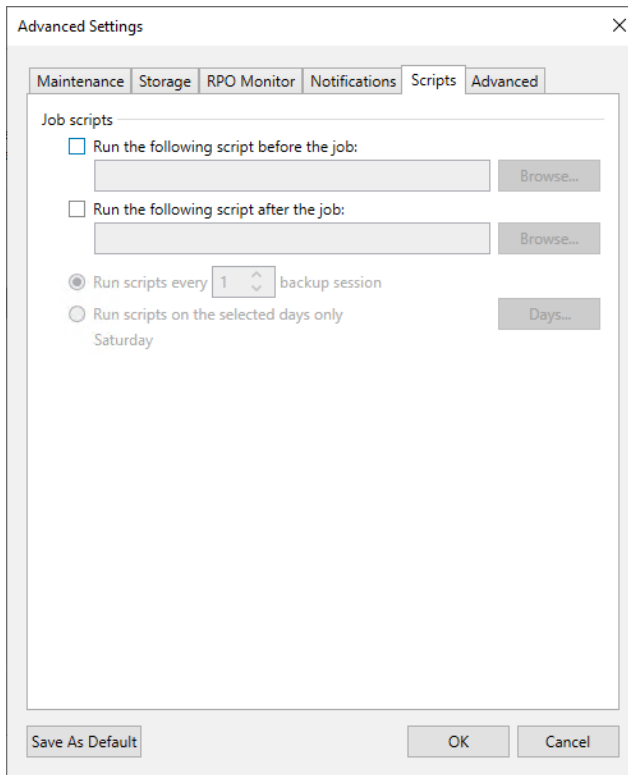 Advanced Settings
Maintenance Storage RPO Monitor Notifications Scripts Advanced
Job scripts
Run the following script before the job:
Browse...
Run the following script after the job:
Browse...
Run scripts every 1 backup session
Run scripts on the selected days only Days...
Saturday
Save As Default OK Cancel